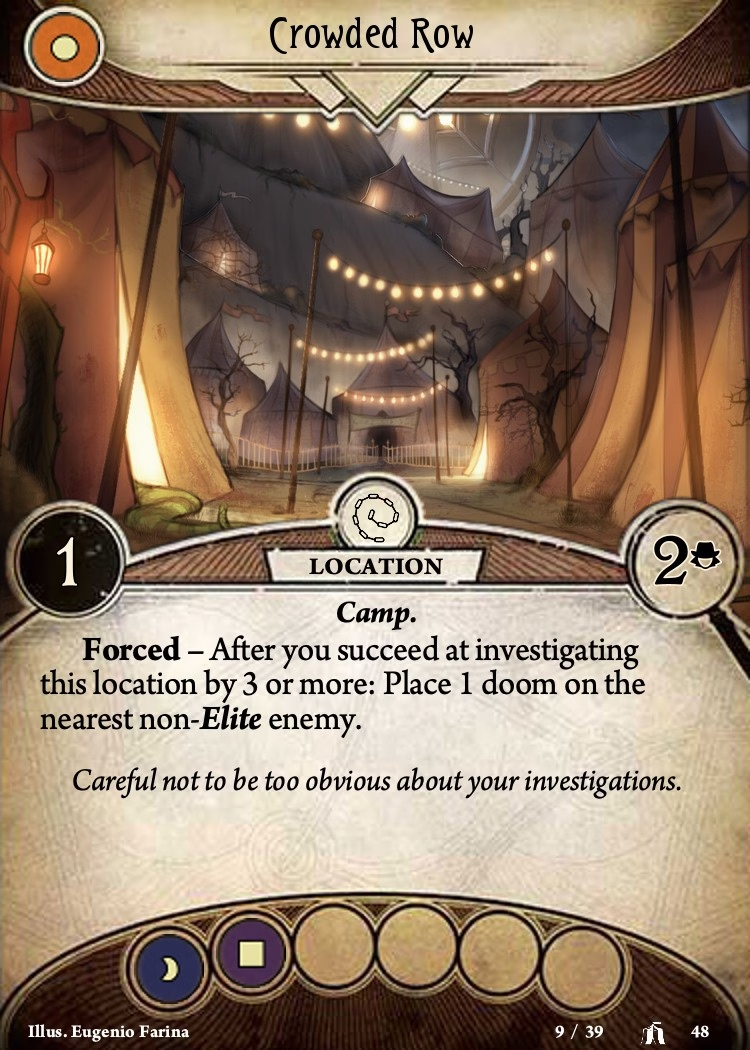 Crowded Row
1
2
LOCATION
Camp.
Forced – After you succeed at investigating
this location by 3 or more: Place 1 doom on the
nearest non-Elite enemy.
Careful not to be too obvious about your investigations.
Illus. Eugenio Farina
9 / 39
48